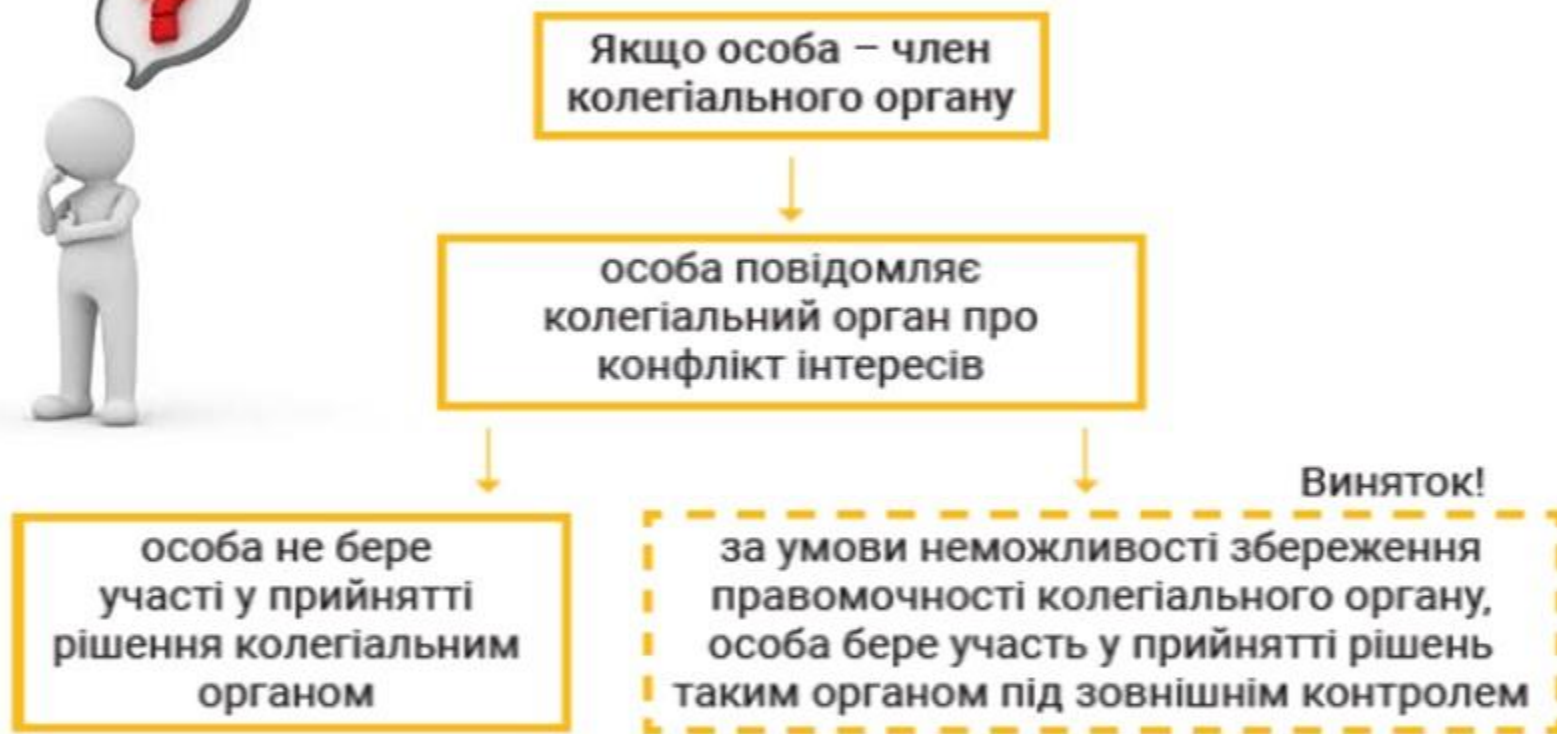 ?
Якщо особа – член
колегіального органу
особа повідомляє
колегіальний орган про
конфлікт інтересів
Виняток!
особа не бере
участі у прийнятті
рішення колегіальним
органом
за умови неможливості збереження
правомочності колегіального органу,
особа бере участь у прийнятті рішень
таким органом під зовнішнім контролем